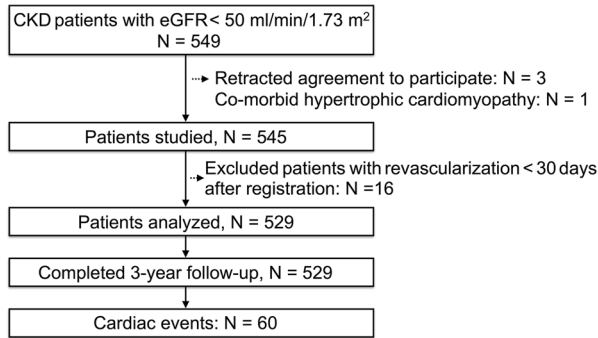 CKD patients with eGFR< 50 ml/min/1.73 m²
N = 549
Retracted agreement to participate: N = 3
Co-morbid hypertrophic cardiomyopathy: N = 1
Patients studied, N = 545
Excluded patients with revascularization < 30 days
after registration: N =16
Patients analyzed, N = 529
Completed 3-year follow-up, N = 529
Cardiac events: N = 60